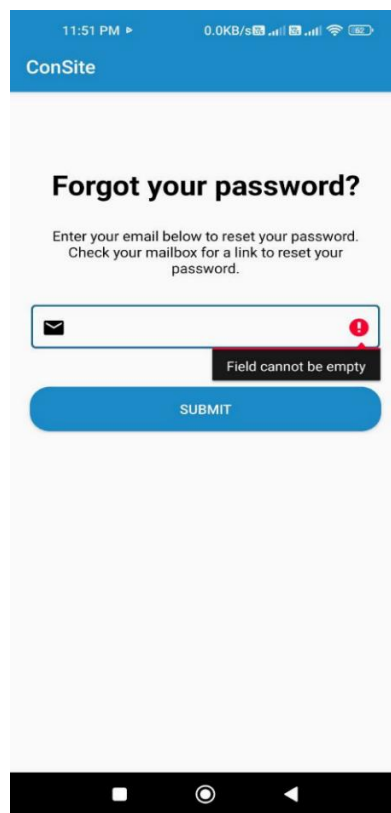 11:51 PM 0.0KB/s 62
ConSite
Forgot your password?
Enter your email below to reset your password.
Check your mailbox for a link to reset your
password.
Field cannot be empty
SUBMIT